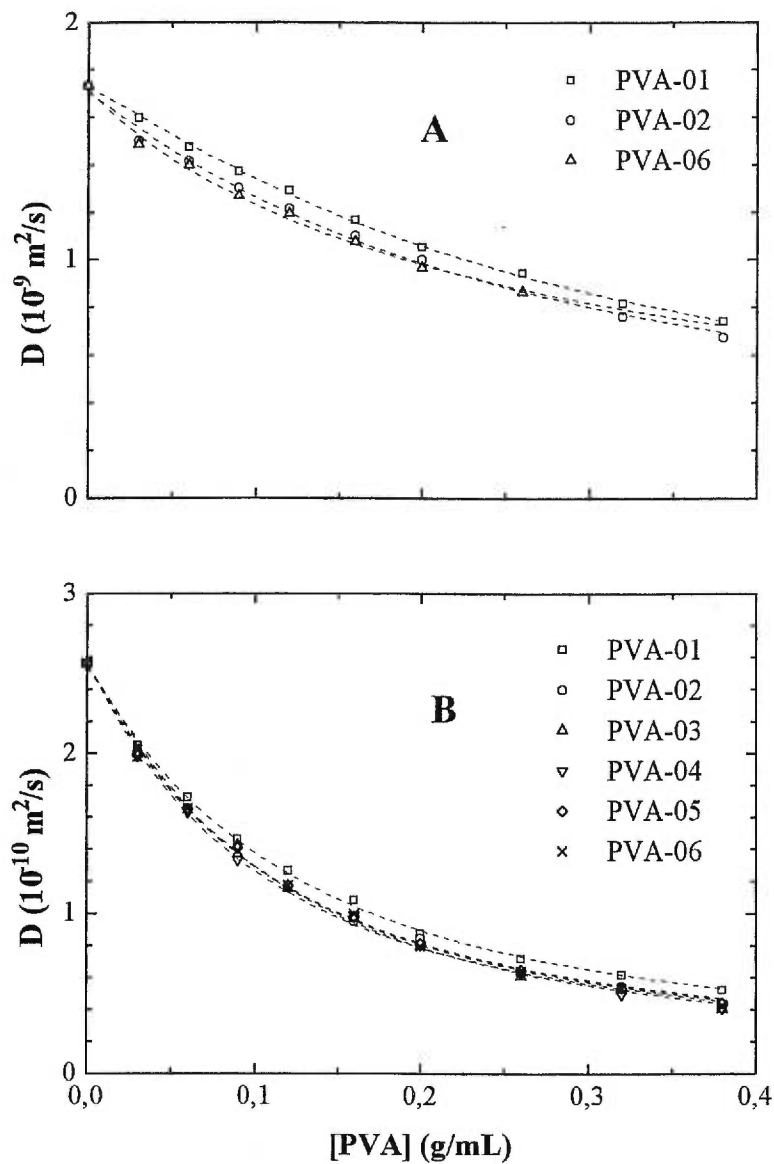 2
1
0
D (10⁻⁹ m²/s)
A
PVA-01
PVA-02
PVA-06
3
2
1
0
D (10⁻¹⁰ m²/s)
B
PVA-01
PVA-02
PVA-03
PVA-04
PVA-05
PVA-06
0,0 0,1 0,2 0,3 0,4
[PVA] (g/mL)